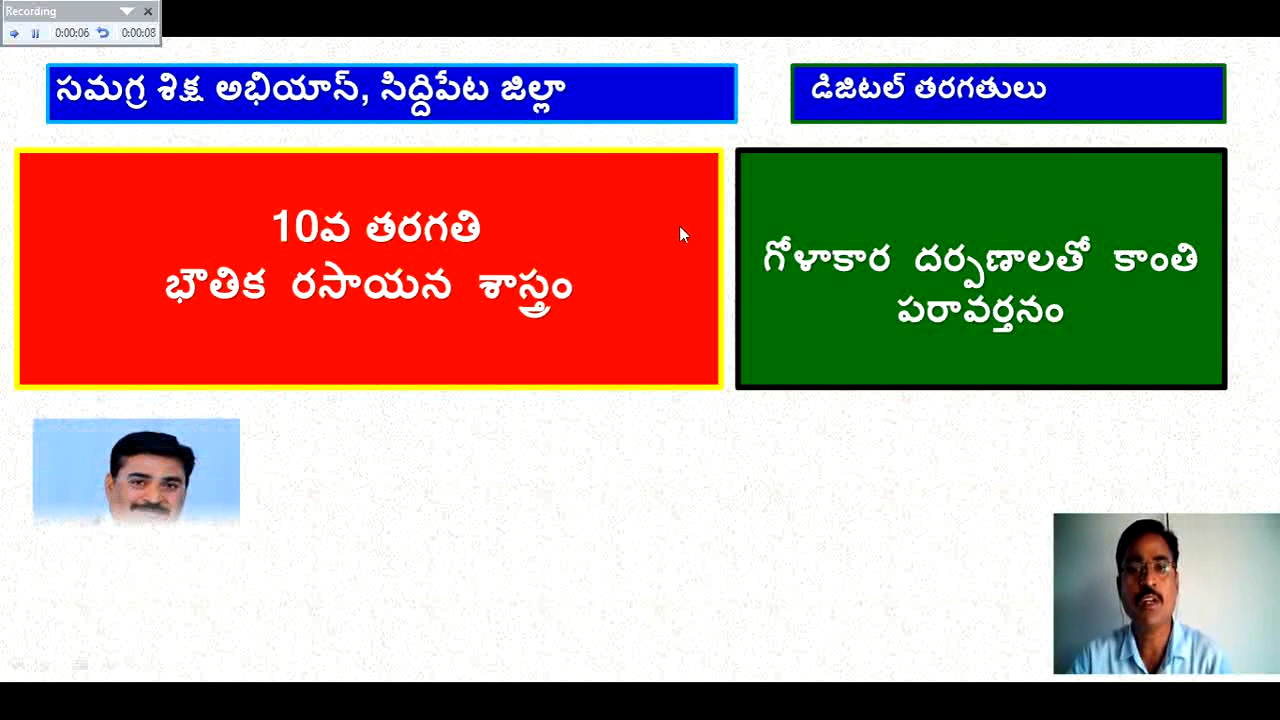 Recording
0:00:06 0:00:08
సమగ్ర శిక్ష అభియాస్, సిద్దిపేట జిల్లా
డిజిటల్ తరగతులు
10వ తరగతి
భౌతిక రసాయన శాస్త్రం
గోళాకార దర్పణాలతో కాంతి
పరావర్తనం